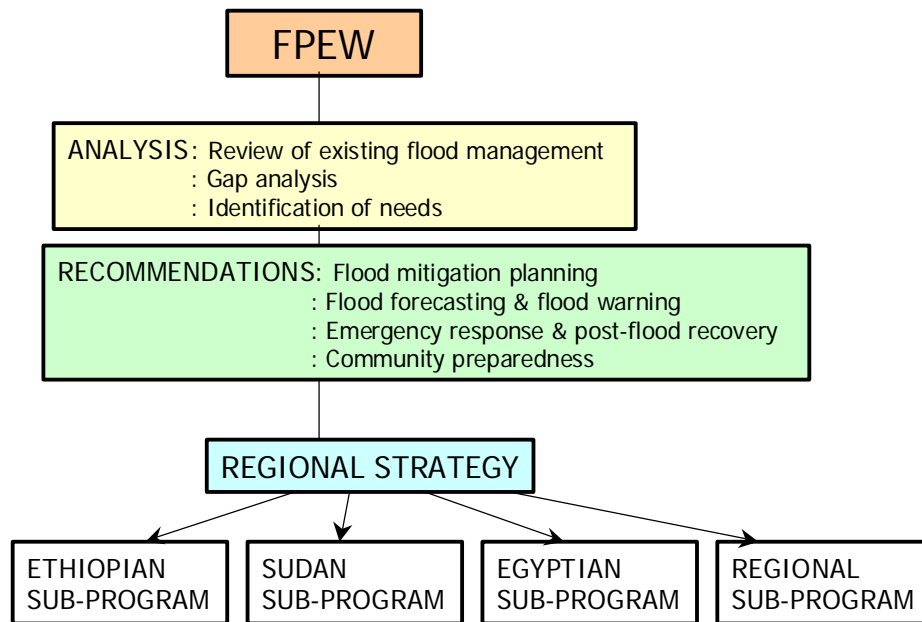 FPEW
ANALYSIS: Review of existing flood management
: Gap analysis
: Identification of needs
RECOMMENDATIONS: Flood mitigation planning
: Flood forecasting & flood warning
: Emergency response & post-flood recovery
: Community preparedness
REGIONAL STRATEGY
ETHIOPIAN
SUB-PROGRAM
SUDAN
SUB-PROGRAM
EGYPTIAN
SUB-PROGRAM
REGIONAL
SUB-PROGRAM